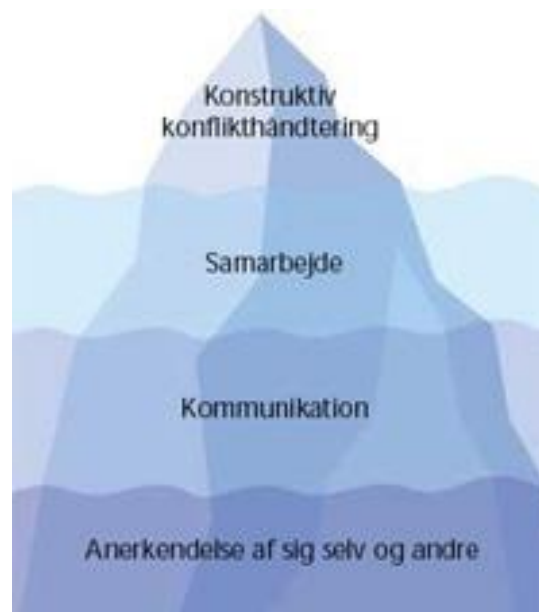 Konstruktiv
konflikthåndtering
Samarbejde
Kommunikation
Anerkendelse af sig selv og andre